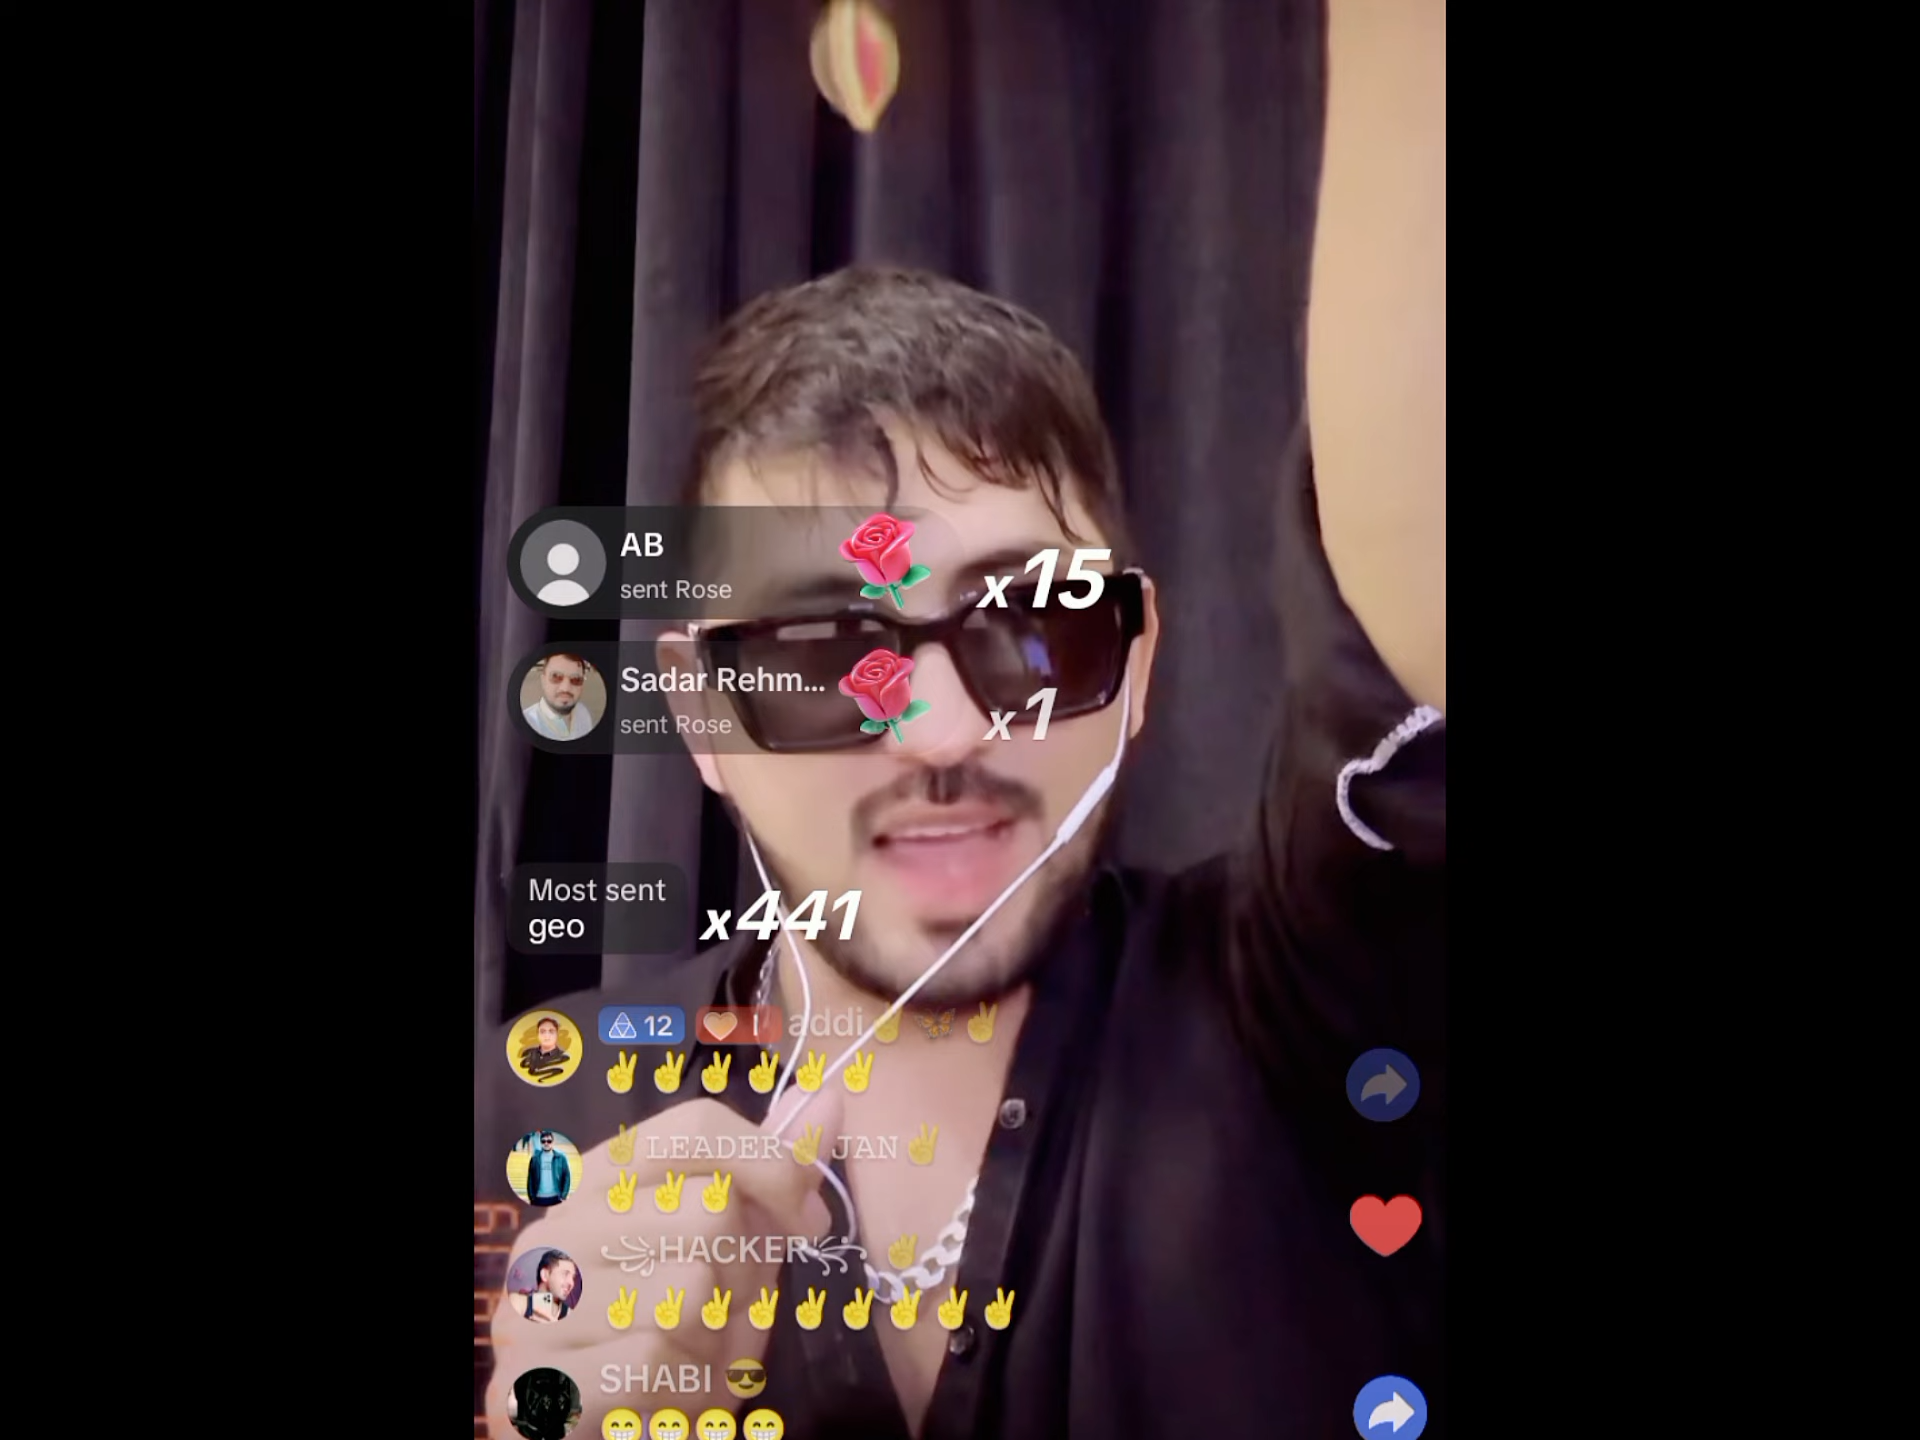 AB
sent Rose
x15
Sadar Rehm...
sent Rose
x1
Most sent
geo
x441
12 I addi✌️🦋✌️
✌️✌️✌️✌️✌️✌️
✌️LEADER✌️JAN✌️
✌️✌️✌️
꧁HACKER꧂ ✌️
✌️✌️✌️✌️✌️✌️✌️✌️✌️
SHABI 😎
😁😁😁😁